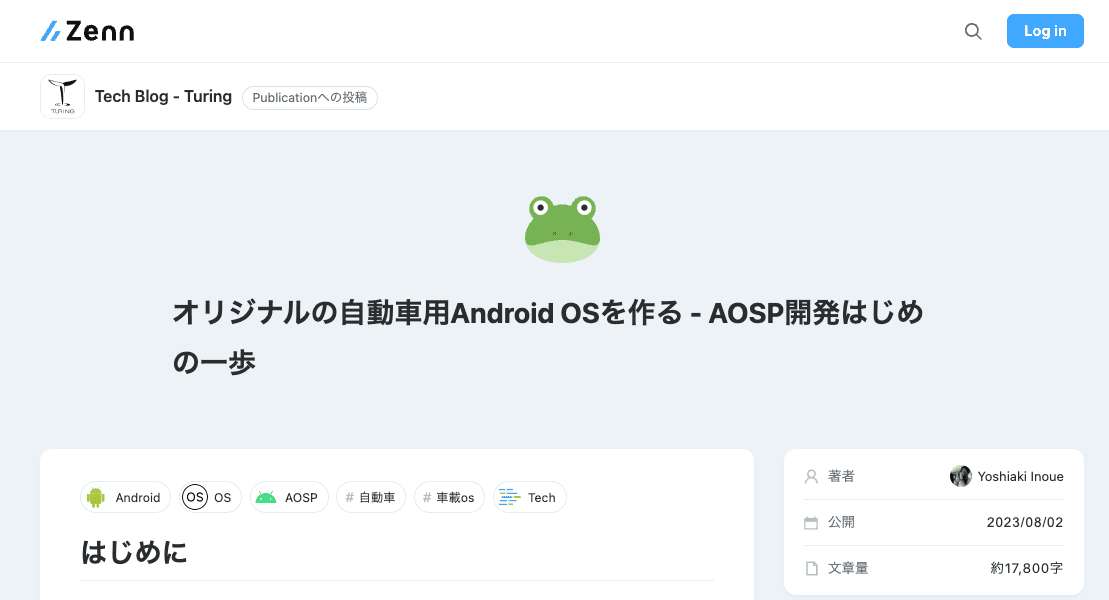 Zenn
Log in
TURING
Tech Blog - Turing
Publicationへの投稿
オリジナルの自動車用Android OSを作る - AOSP開発はじめ
の一歩
Android
OS OS
AOSP
# 自動車
# 車載os
Tech
はじめに
著者
Yoshiaki Inoue
公開
2023/08/02
文章量
約17,800字